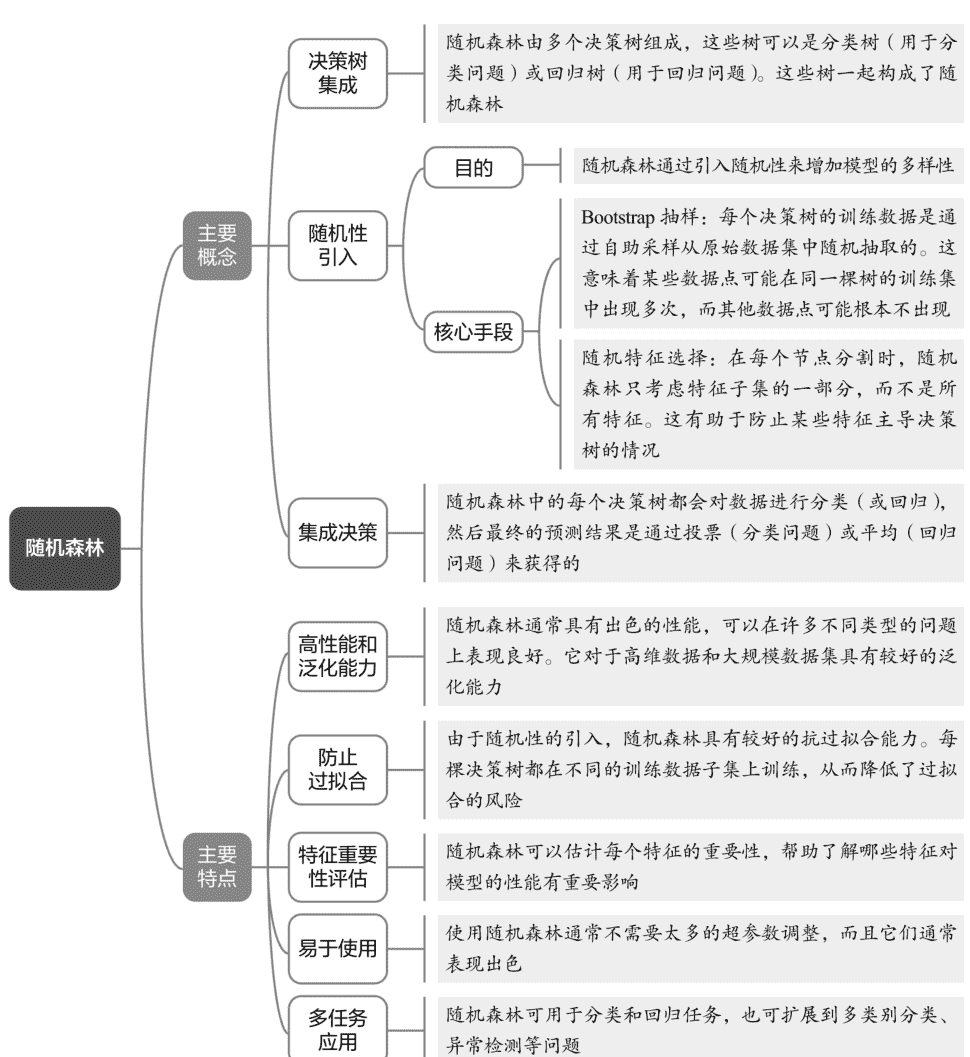 随机森林
主要
概念
决策树
集成
随机森林由多个决策树组成，这些树可以是分类树（用于分
类问题）或回归树（用于回归问题）。这些树一起构成了随
机森林
随机性
引入
目的
随机森林通过引入随机性来增加模型的多样性
核心手段
Bootstrap 抽样：每个决策树的训练数据是通
过自助采样从原始数据集中随机抽取的。这
意味着某些数据点可能在同一棵树的训练集
中出现多次，而其他数据点可能根本不出现
随机特征选择：在每个节点分割时，随机
森林只考虑特征子集的一部分，而不是所
有特征。这有助于防止某些特征主导决策
树的情况
集成决策
随机森林中的每个决策树都会对数据进行分类（或回归），
然后最终的预测结果是通过投票（分类问题）或平均（回归
问题）来获得的
主要
特点
高性能和
泛化能力
随机森林通常具有出色的性能，可以在许多不同类型的问题
上表现良好。它对于高维数据和大规模数据集具有较好的泛
化能力
防止
过拟合
由于随机性的引入，随机森林具有较好的抗过拟合能力。每
棵决策树都在不同的训练数据子集上训练，从而降低了过拟
合的风险
特征重要
性评估
随机森林可以估计每个特征的重要性，帮助了解哪些特征对
模型的性能有重要影响
易于使用
使用随机森林通常不需要太多的超参数调整，而且它们通常
表现出色
多任务
应用
随机森林可用于分类和回归任务，也可扩展到多类别分类、
异常检测等问题